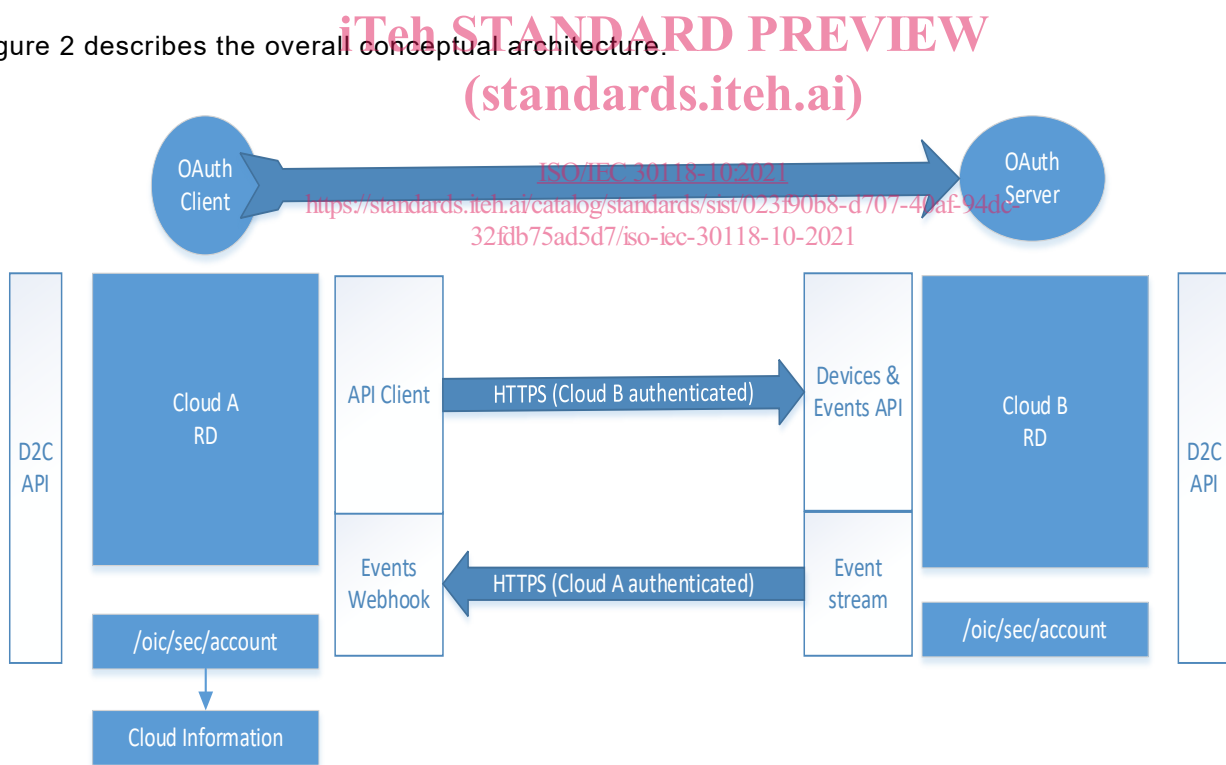 gure 2 describes the overall conceptual architecture.
iTeh STANDARD PREVIEW
(standards.iteh.ai)
OAuth
Client
OAuth
Server
ISO/IEC 30118-10:2021
https://standards.iteh.ai/catalog/standards/sist/023f90b8-d707-40af-94dc-
32fdb75ad5d7/iso-iec-30118-10-2021
D2C
API
Cloud A
RD
API Client
HTTPS (Cloud B authenticated)
Devices &
Events API
Cloud B
RD
D2C
API
Events
Webhook
HTTPS (Cloud A authenticated)
Event
stream
/oic/sec/account
/oic/sec/account
Cloud Information